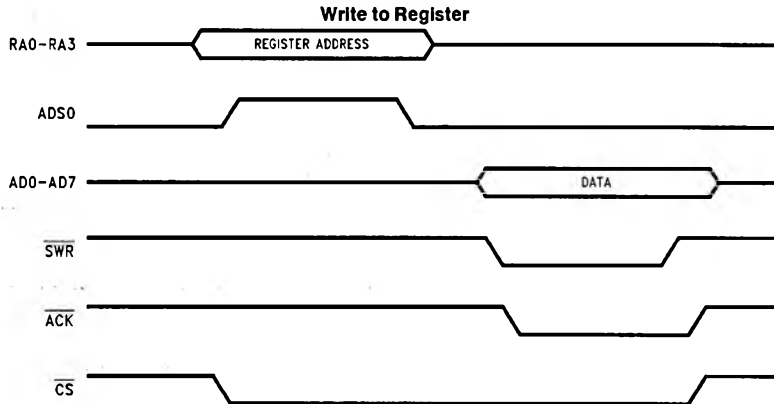 Write to Register
RA0-RA3
REGISTER ADDRESS
ADS0
AD0-AD7
DATA
SWR
ACK
CS